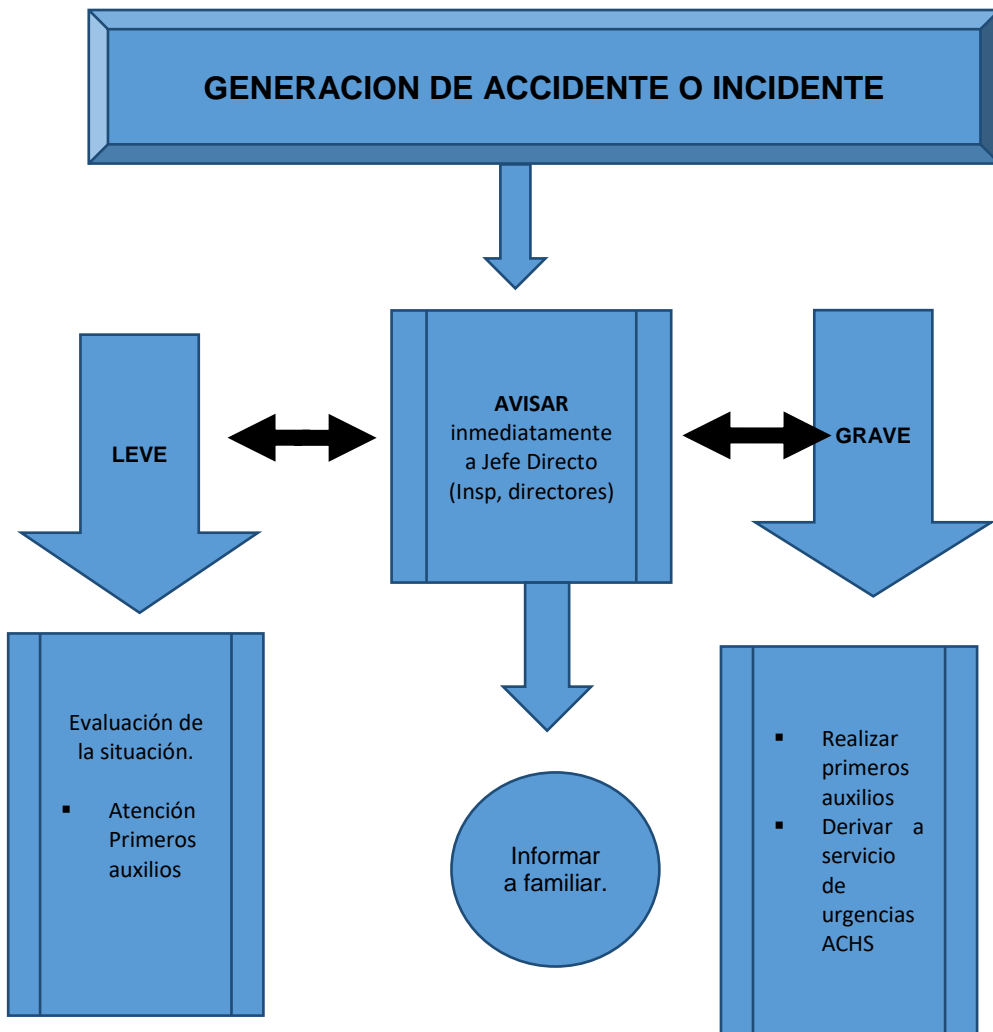 GENERACION DE ACCIDENTE O INCIDENTE
AVISAR
inmediatamente
a Jefe Directo
(Insp, directores)
LEVE
GRAVE
Evaluación de
la situación.
▪ Atención
Primeros
auxilios
Informar
a familiar.
▪ Realizar
primeros
auxilios
▪ Derivar a
servicio
de
urgencias
ACHS